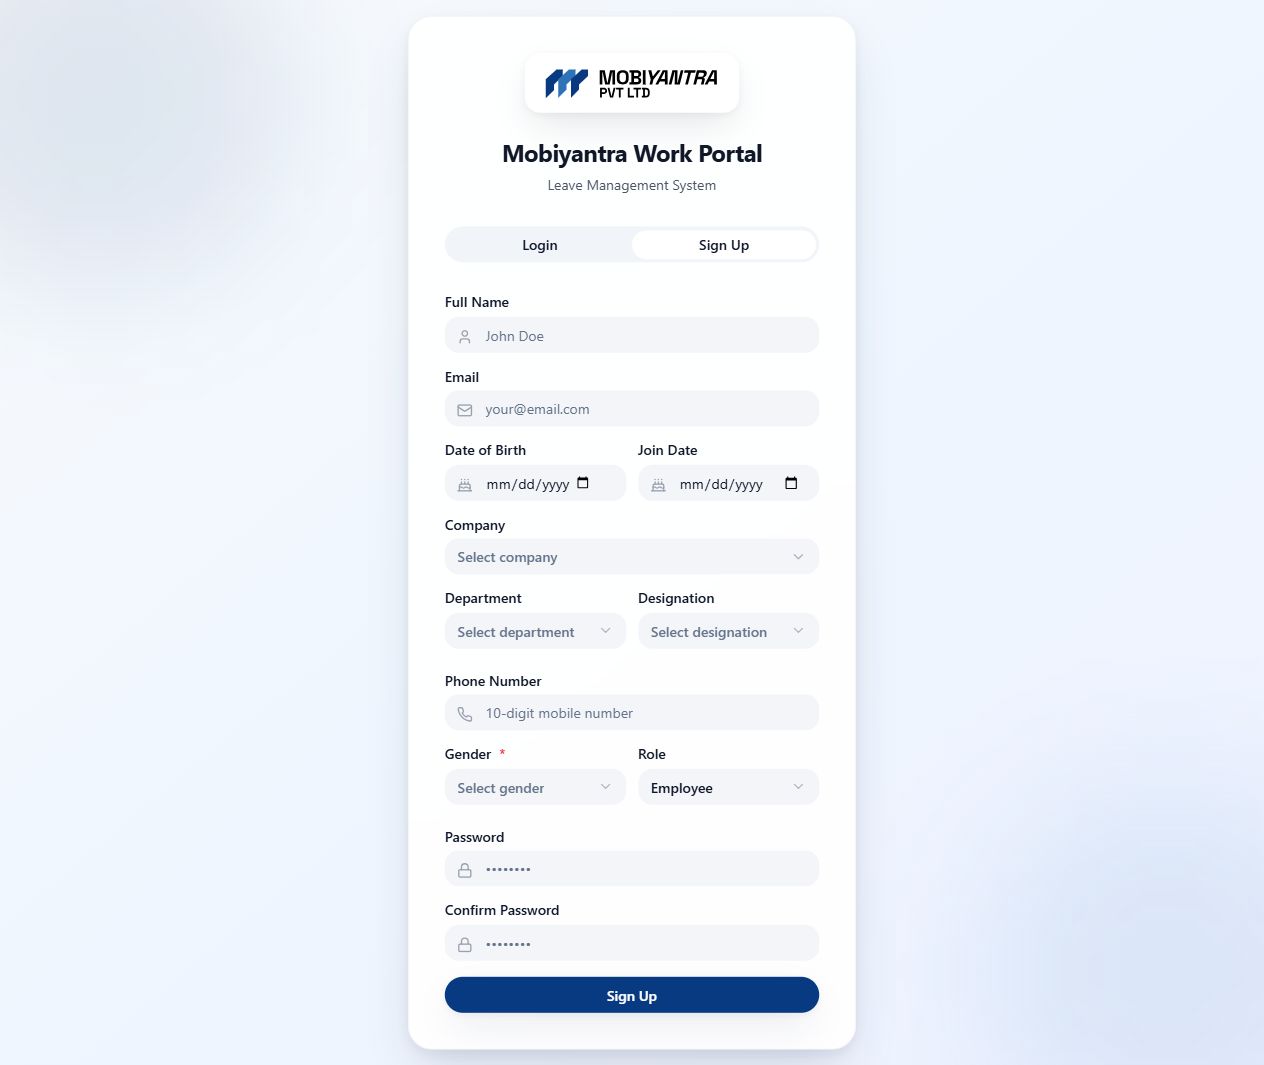 MOBIYANTRA
PVT LTD
Mobiyantra Work Portal
Leave Management System
Login Sign Up
Full Name
John Doe
Email
your@email.com
Date of Birth Join Date
mm/dd/yyyy mm/dd/yyyy
Company
Select company
Department Designation
Select department Select designation
Phone Number
10-digit mobile number
Gender * Role
Select gender Employee
Password
••••••••
Confirm Password
••••••••
Sign Up